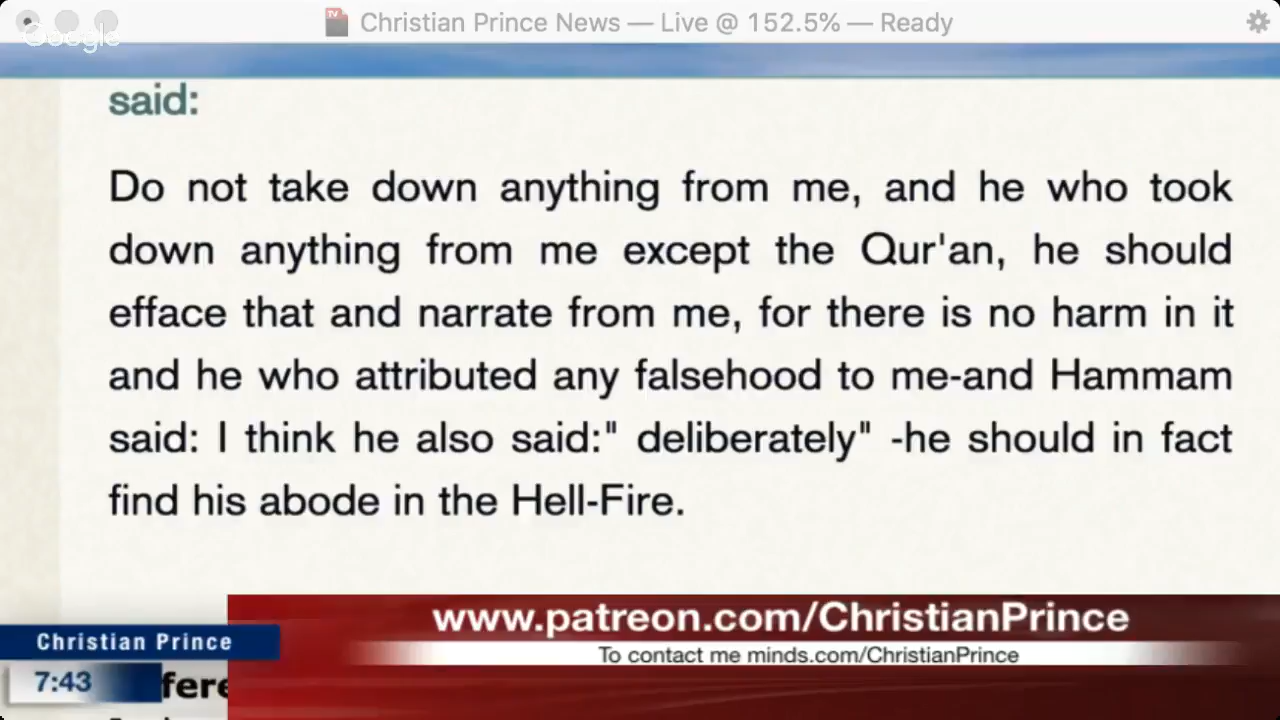 Christian Prince News — Live @ 152.5% — Ready
Google
said:
Do not take down anything from me, and he who took
down anything from me except the Qur'an, he should
efface that and narrate from me, for there is no harm in it
and he who attributed any falsehood to me-and Hammam
said: I think he also said:" deliberately" -he should in fact
find his abode in the Hell-Fire.
www.patreon.com/ChristianPrince
Christian Prince
To contact me minds.com/ChristianPrince
7:43
fere